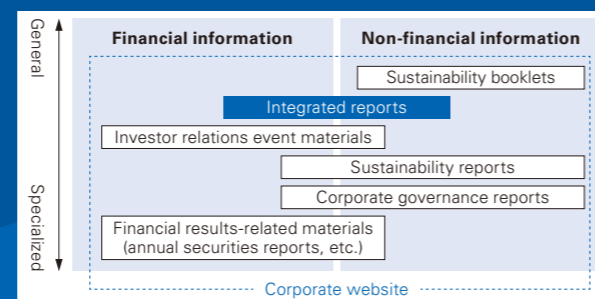 General
Specialized
Financial information
Non-financial information
Sustainability booklets
Integrated reports
Investor relations event materials
Sustainability reports
Corporate governance reports
Financial results-related materials
(annual securities reports, etc.)
Corporate website